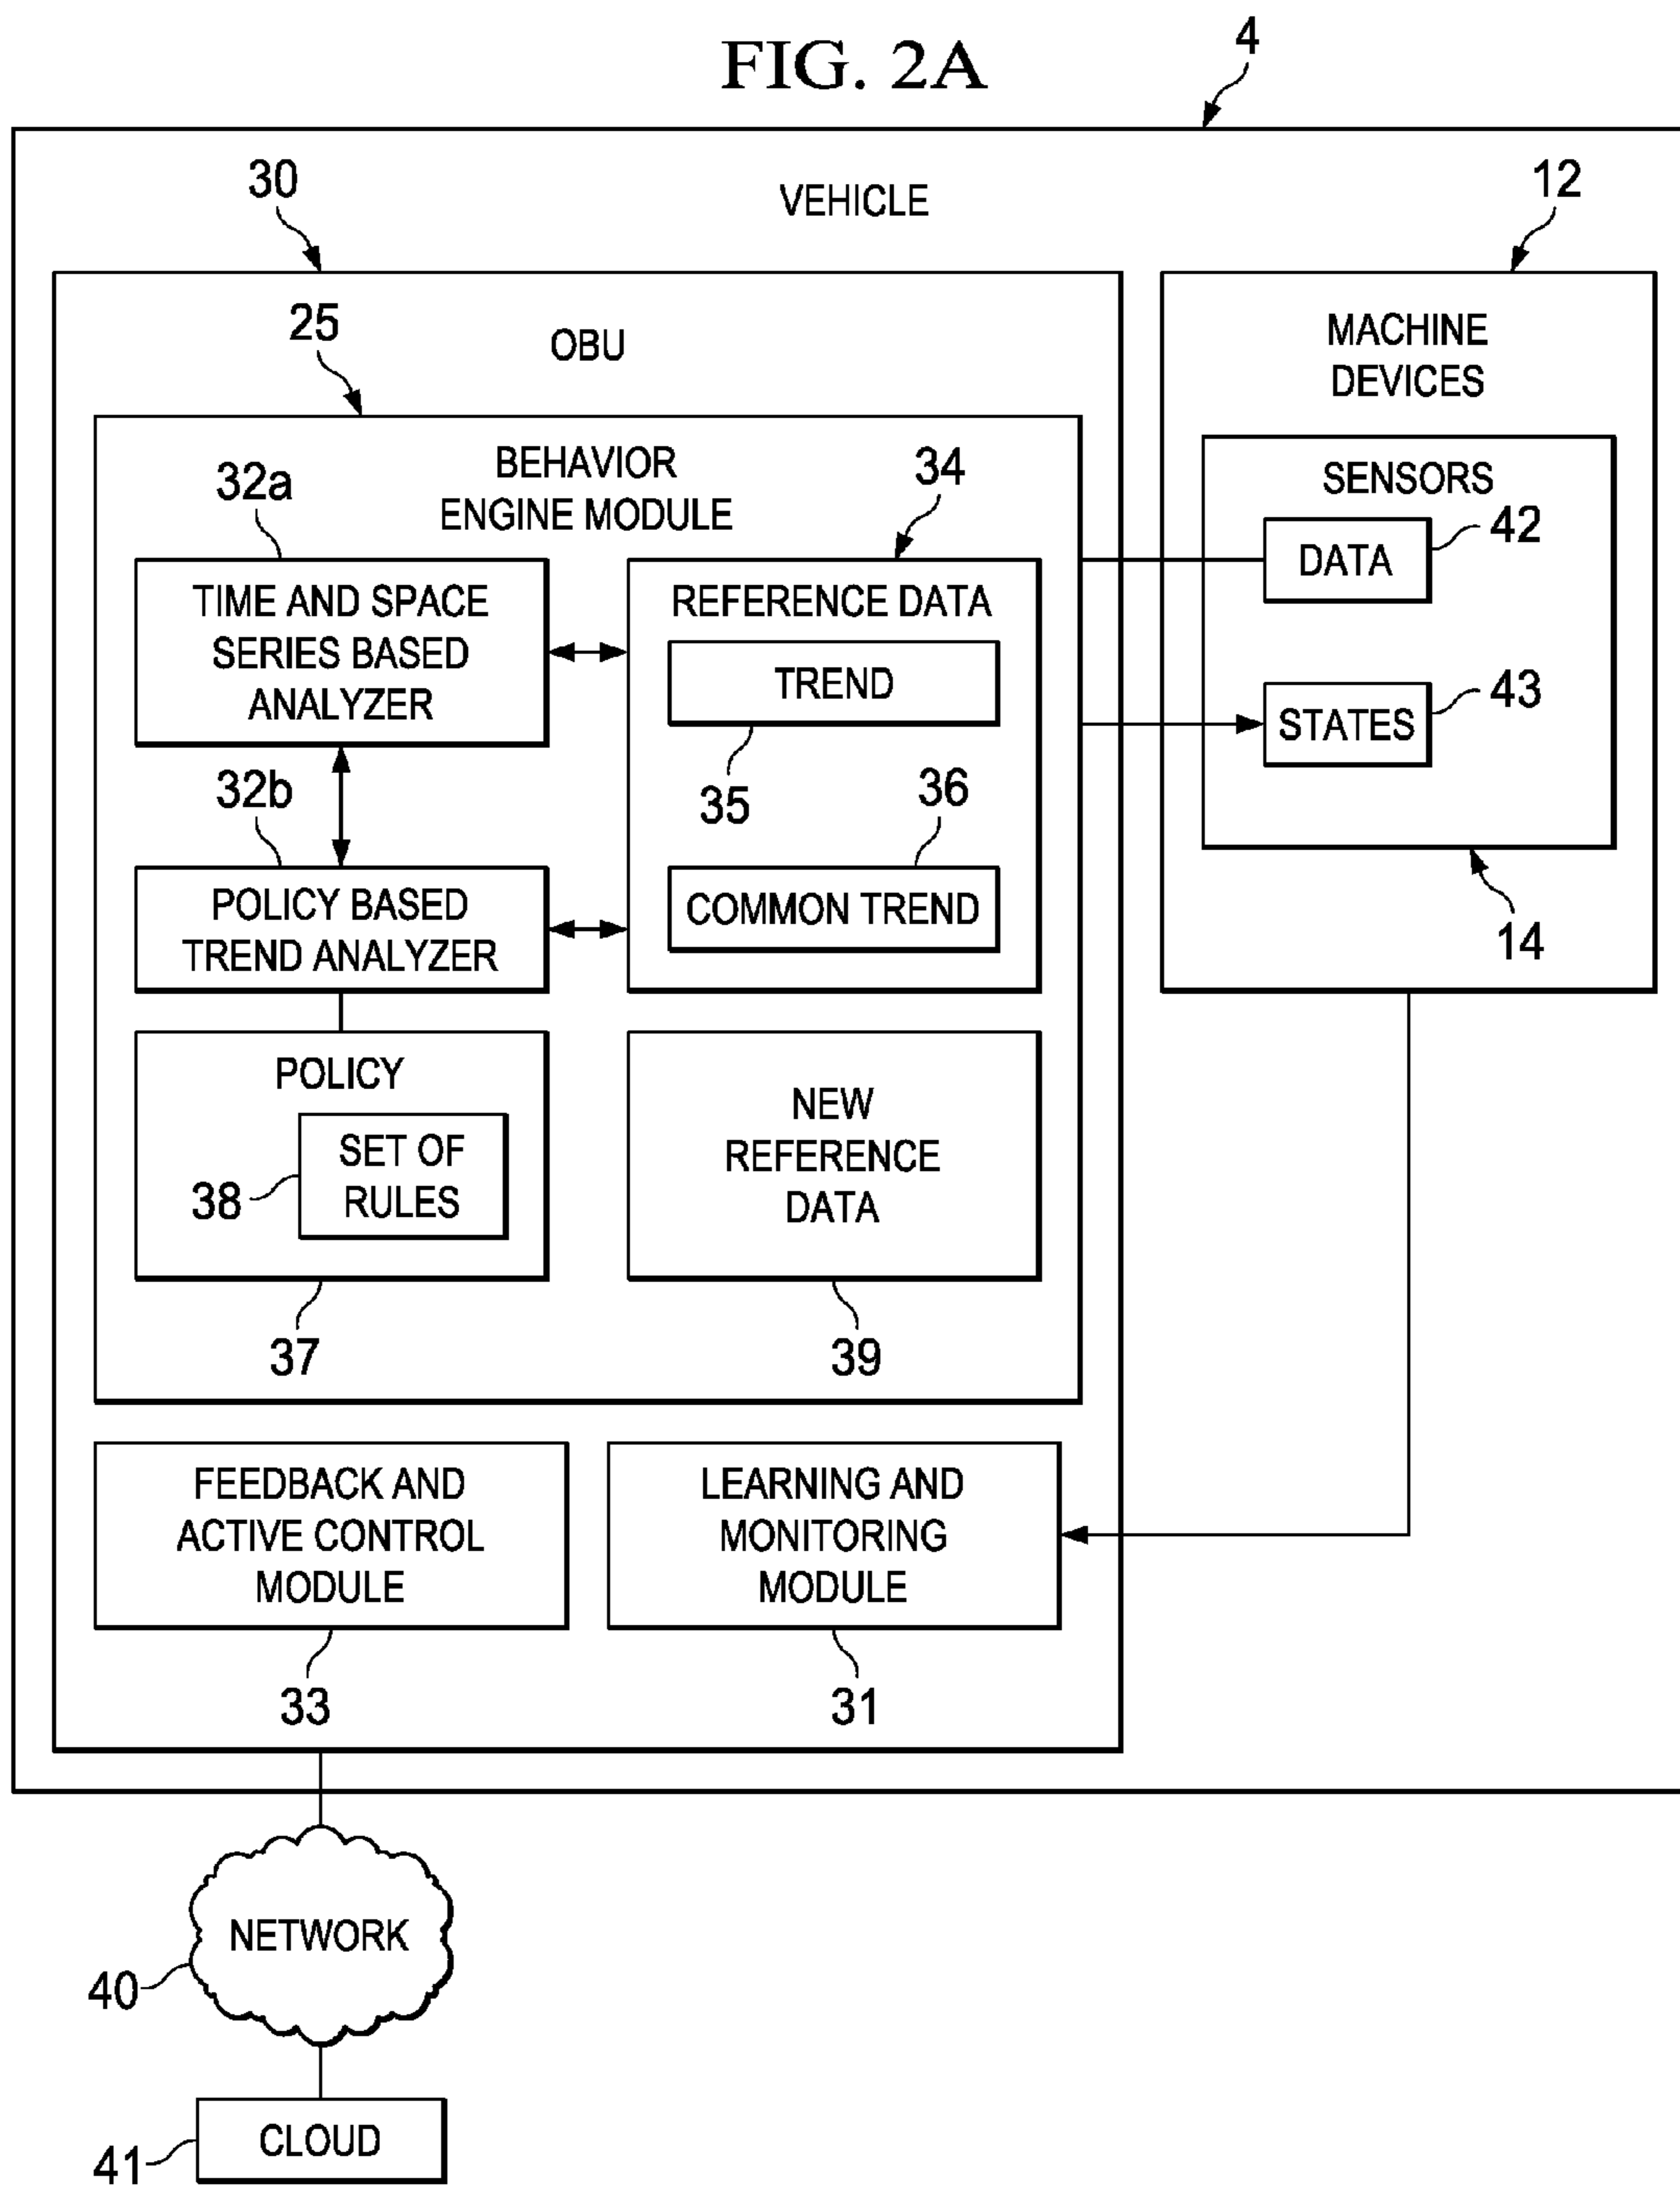 FIG. 2A
4
30
VEHICLE
12
25
OBU
MACHINE
DEVICES
32a
BEHAVIOR
ENGINE MODULE
34
SENSORS
42
DATA
TIME AND SPACE
SERIES BASED
ANALYZER
REFERENCE DATA
TREND
43
STATES
32b
35
36
POLICY BASED
TREND ANALYZER
COMMON TREND
14
POLICY
SET OF
RULES
38
NEW
REFERENCE
DATA
37
39
FEEDBACK AND
ACTIVE CONTROL
MODULE
LEARNING AND
MONITORING
MODULE
33
31
NETWORK
40
CLOUD
41